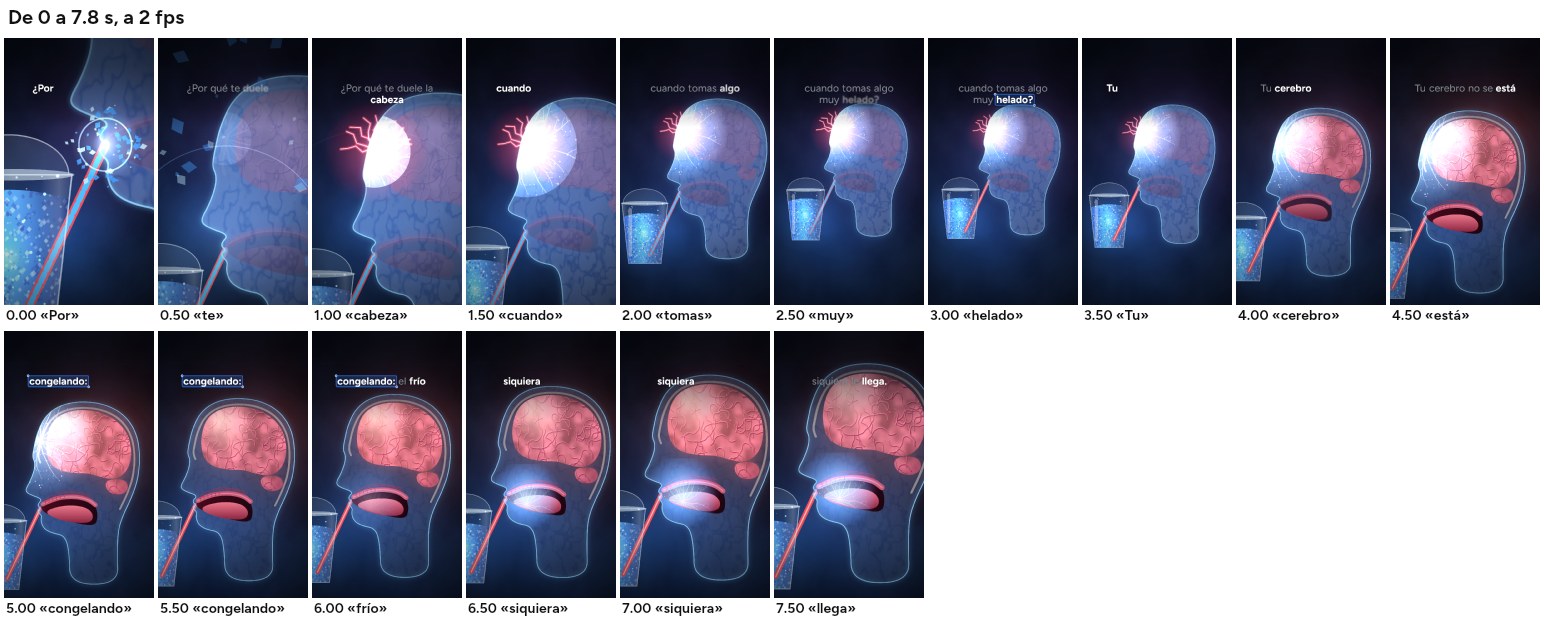 De 0 a 7.8 s, a 2 fps
¿Por
¿Por qué te duele
¿Por qué te duele la
cabeza
cuando
cuando tomas algo
cuando tomas algo
muy helado?
cuando tomas algo
muy helado?
Tu
Tu cerebro
Tu cerebro no se está
0.00 «Por»
0.50 «te»
1.00 «cabeza»
1.50 «cuando»
2.00 «tomas»
2.50 «muy»
3.00 «helado»
3.50 «Tu»
4.00 «cerebro»
4.50 «está»
congelando:
congelando:
congelando: el frío
siquiera
siquiera
llega.
5.00 «congelando»
5.50 «congelando»
6.00 «frío»
6.50 «siquiera»
7.00 «siquiera»
7.50 «llega»